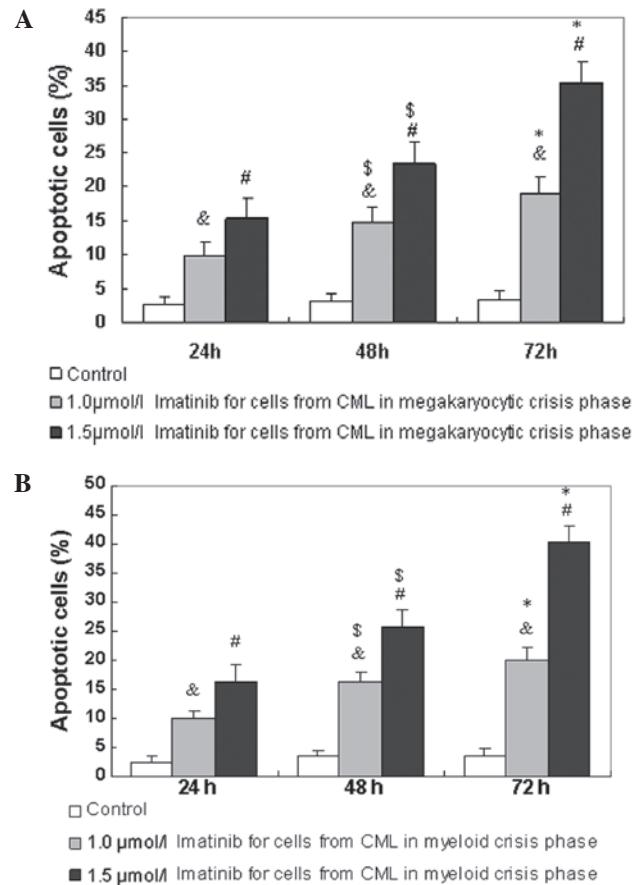 A
Apoptotic cells (%)
45
40
35
30
25
20
15
10
5
0
&
#
$
&
$
#
*
&
*
#
24h
48h
72h
Control
1.0µmol/l Imatinib for cells from CML in megakaryocytic crisis phase
1.5µmol/l Imatinib for cells from CML in megakaryocytic crisis phase
B
Apoptotic cells (%)
50
45
40
35
30
25
20
15
10
5
0
&
#
$
&
$
#
*
&
*
#
24h
48h
72h
Control
1.0 µmol/l Imatinib for cells from CML in myeloid crisis phase
1.5 µmol/l Imatinib for cells from CML in myeloid crisis phase